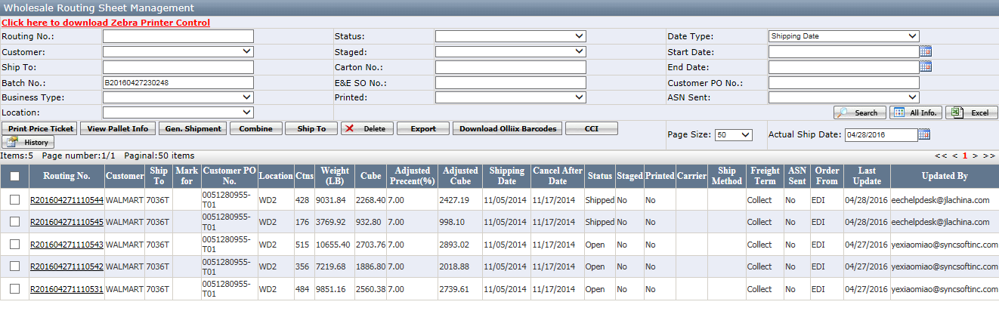 Wholesale Routing Sheet Management
Click here to download Zebra Printer Control
Routing No.: Status: Date Type: Shipping Date
Customer: Staged: Start Date:
Ship To: Carton No.: End Date:
Batch No.: B20160427230248 E&E SO No.: Customer PO No.:
Business Type: Printed: ASN Sent:
Location: Search All Info. Excel
Print Price Ticket View Pallet Info Gen. Shipment Combine Ship To Delete Export Download Olliix Barcodes CCI
History Page Size: 50 Actual Ship Date: 04/28/2016
Items:5 Page number:1/1 Paginal:50 items << < 1 > >>
Routing No. Customer Ship To Mark for Customer PO No. Location Ctns Weight (LB) Cube Adjusted Precent(%) Adjusted Cube Shipping Date Cancel After Date Status Staged Printed Carrier Ship Method Freight Term ASN Sent Order From Last Update Updated By
R201604271110544 WALMART 7036T 0051280955-T01 WD2 428 9031.84 2268.40 7.00 2427.19 11/05/2014 11/17/2014 Shipped No No Collect No EDI 04/28/2016 eechelpdesk@jlachina.com
R201604271110545 WALMART 7036T 0051280955-T01 WD2 176 3769.92 932.80 7.00 998.10 11/05/2014 11/17/2014 Shipped No No Collect No EDI 04/28/2016 eechelpdesk@jlachina.com
R201604271110543 WALMART 7036T 0051280955-T01 WD2 515 10655.40 2703.76 7.00 2893.02 11/05/2014 11/17/2014 Open No No Collect No EDI 04/27/2016 yexiaomiao@syncsoftinc.com
R201604271110542 WALMART 7036T 0051280955-T01 WD2 356 7219.68 1886.80 7.00 2018.88 11/05/2014 11/17/2014 Open No No Collect No EDI 04/27/2016 yexiaomiao@syncsoftinc.com
R201604271110531 WALMART 7036T 0051280955-T01 WD2 484 9851.16 2560.38 7.00 2739.61 11/05/2014 11/17/2014 Open No No Collect No EDI 04/27/2016 yexiaomiao@syncsoftinc.com